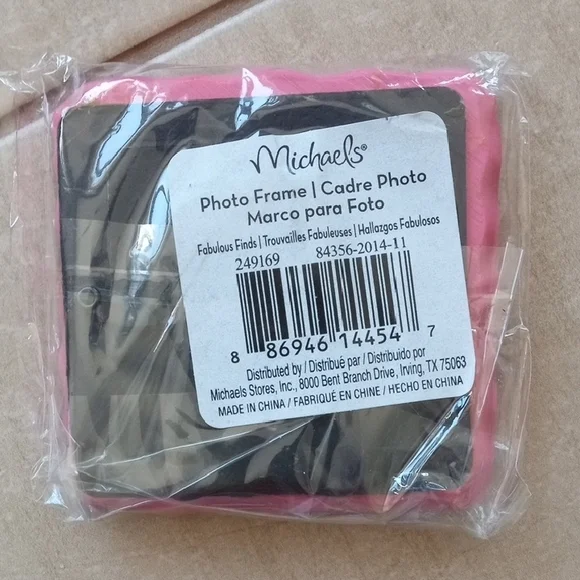 Michaels®
Photo Frame | Cadre Photo
Marco para Foto
Fabulous Finds | Trouvailles Fabuleuses | Hallazgos Fabulosos
249169 84356-2014-11
8 86946 14454 7
Distributed by / Distribué par / Distribuido por
Michaels Stores, Inc., 8000 Bent Branch Drive, Irving, TX 75063
MADE IN CHINA / FABRIQUÉ EN CHINE / HECHO EN CHINA